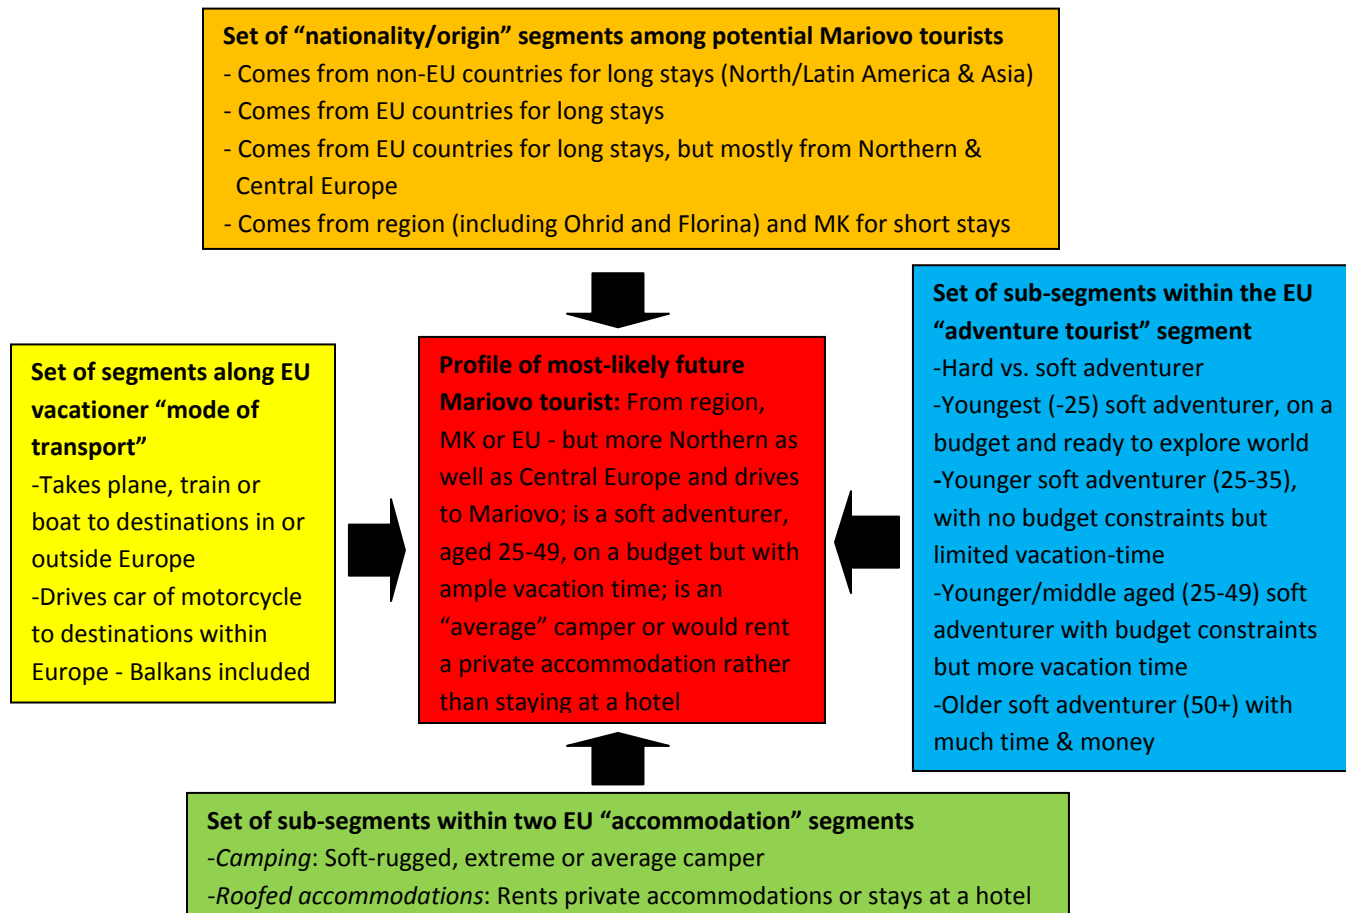 Set of “nationality/origin” segments among potential Mariovo tourists
- Comes from non-EU countries for long stays (North/Latin America & Asia)
- Comes from EU countries for long stays
- Comes from EU countries for long stays, but mostly from Northern &
Central Europe
- Comes from region (including Ohrid and Florina) and MK for short stays
Set of segments along EU
vacationer “mode of
transport”
-Takes plane, train or
boat to destinations in or
outside Europe
-Drives car of motorcycle
to destinations within
Europe - Balkans included
Profile of most-likely future
Mariovo tourist: From region,
MK or EU - but more Northern as
well as Central Europe and drives
to Mariovo; is a soft adventurer,
aged 25-49, on a budget but with
ample vacation time; is an
“average” camper or would rent
a private accommodation rather
than staying at a hotel
Set of sub-segments within the EU
“adventure tourist” segment
-Hard vs. soft adventurer
-Youngest (-25) soft adventurer, on a
budget and ready to explore world
-Younger soft adventurer (25-35),
with no budget constraints but
limited vacation-time
-Younger/middle aged (25-49) soft
adventurer with budget constraints
but more vacation time
-Older soft adventurer (50+) with
much time & money
Set of sub-segments within two EU “accommodation” segments
-Camping: Soft-rugged, extreme or average camper
-Roofed accommodations: Rents private accommodations or stays at a hotel